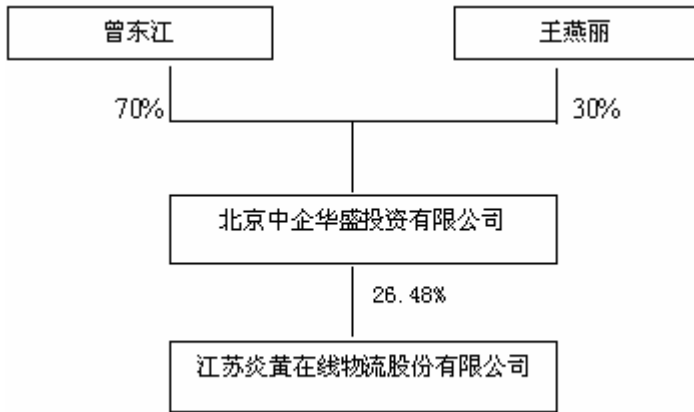 曾东江
王燕丽
70%
30%
北京中企华盛投资有限公司
26.48%
江苏炎黄在线物流股份有限公司